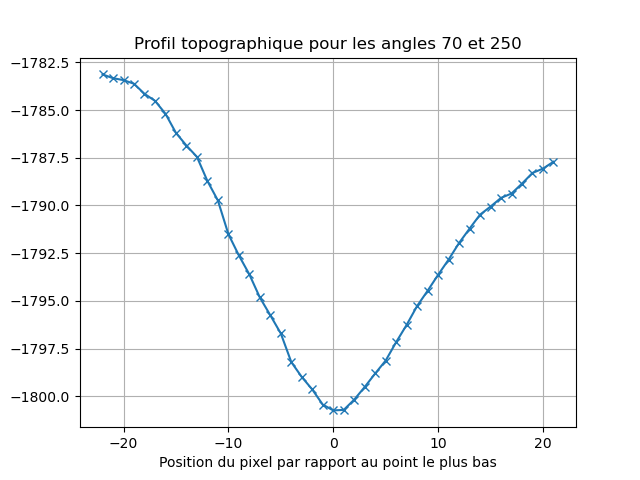 Profil topographique pour les angles 70 et 250
−1782.5
−1785.0
−1787.5
−1790.0
−1792.5
−1795.0
−1797.5
−1800.0
−20 −10 0 10 20
Position du pixel par rapport au point le plus bas